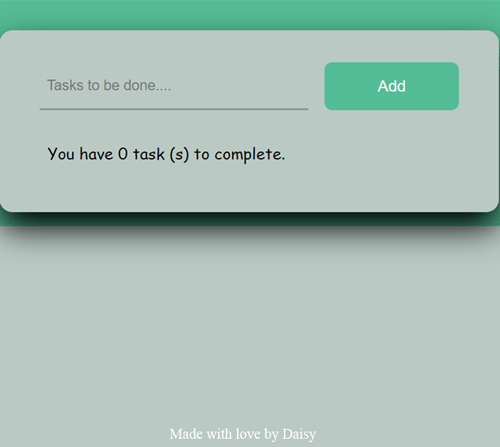 Tasks to be done....
Add
You have 0 task (s) to complete.
Made with love by Daisy